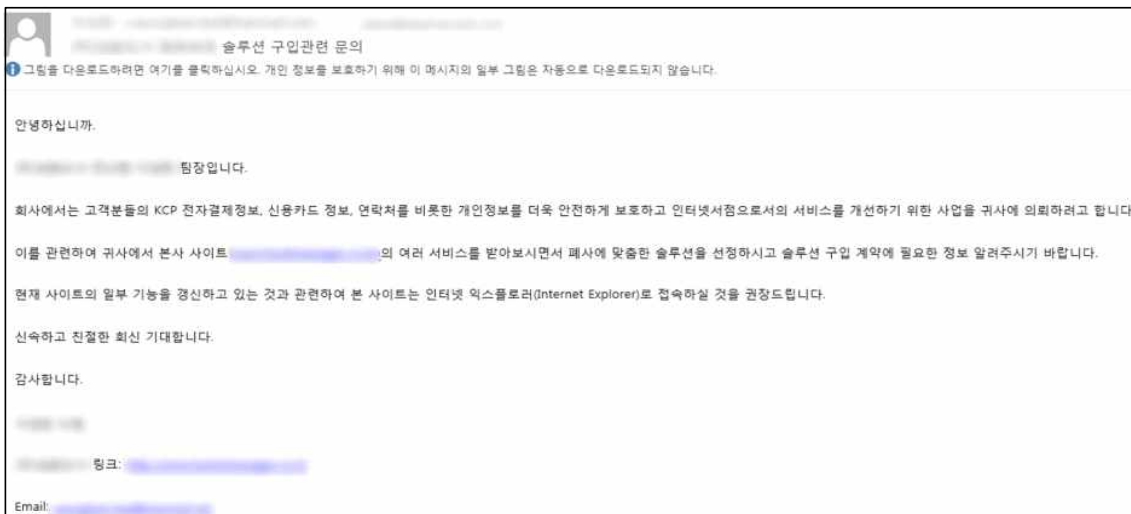 솔루션 구입관련 문의
그림을 다운로드하려면 여기를 클릭하십시오. 개인 정보를 보호하기 위해 이 메시지의 일부 그림은 자동으로 다운로드되지 않습니다.
안녕하십니까.
팀장입니다.
회사에서는 고객분들의 KCP 전자결제정보, 신용카드 정보, 연락처를 비롯한 개인정보를 더욱 안전하게 보호하고 인터넷서점으로서의 서비스를 개선하기 위한 사업을 귀사에 의뢰하려고 합니다
이를 관련하여 귀사에서 본사 사이트 의 여러 서비스를 받아보시면서 폐사에 맞춤한 솔루션을 선정하시고 솔루션 구입 계약에 필요한 정보 알려주시기 바랍니다.
현재 사이트의 일부 기능을 갱신하고 있는 것과 관련하여 본 사이트는 인터넷 익스플로러(Internet Explorer)로 접속하실 것을 권장드립니다.
신속하고 친절한 회신 기대합니다.
감사합니다.
링크:
Email: